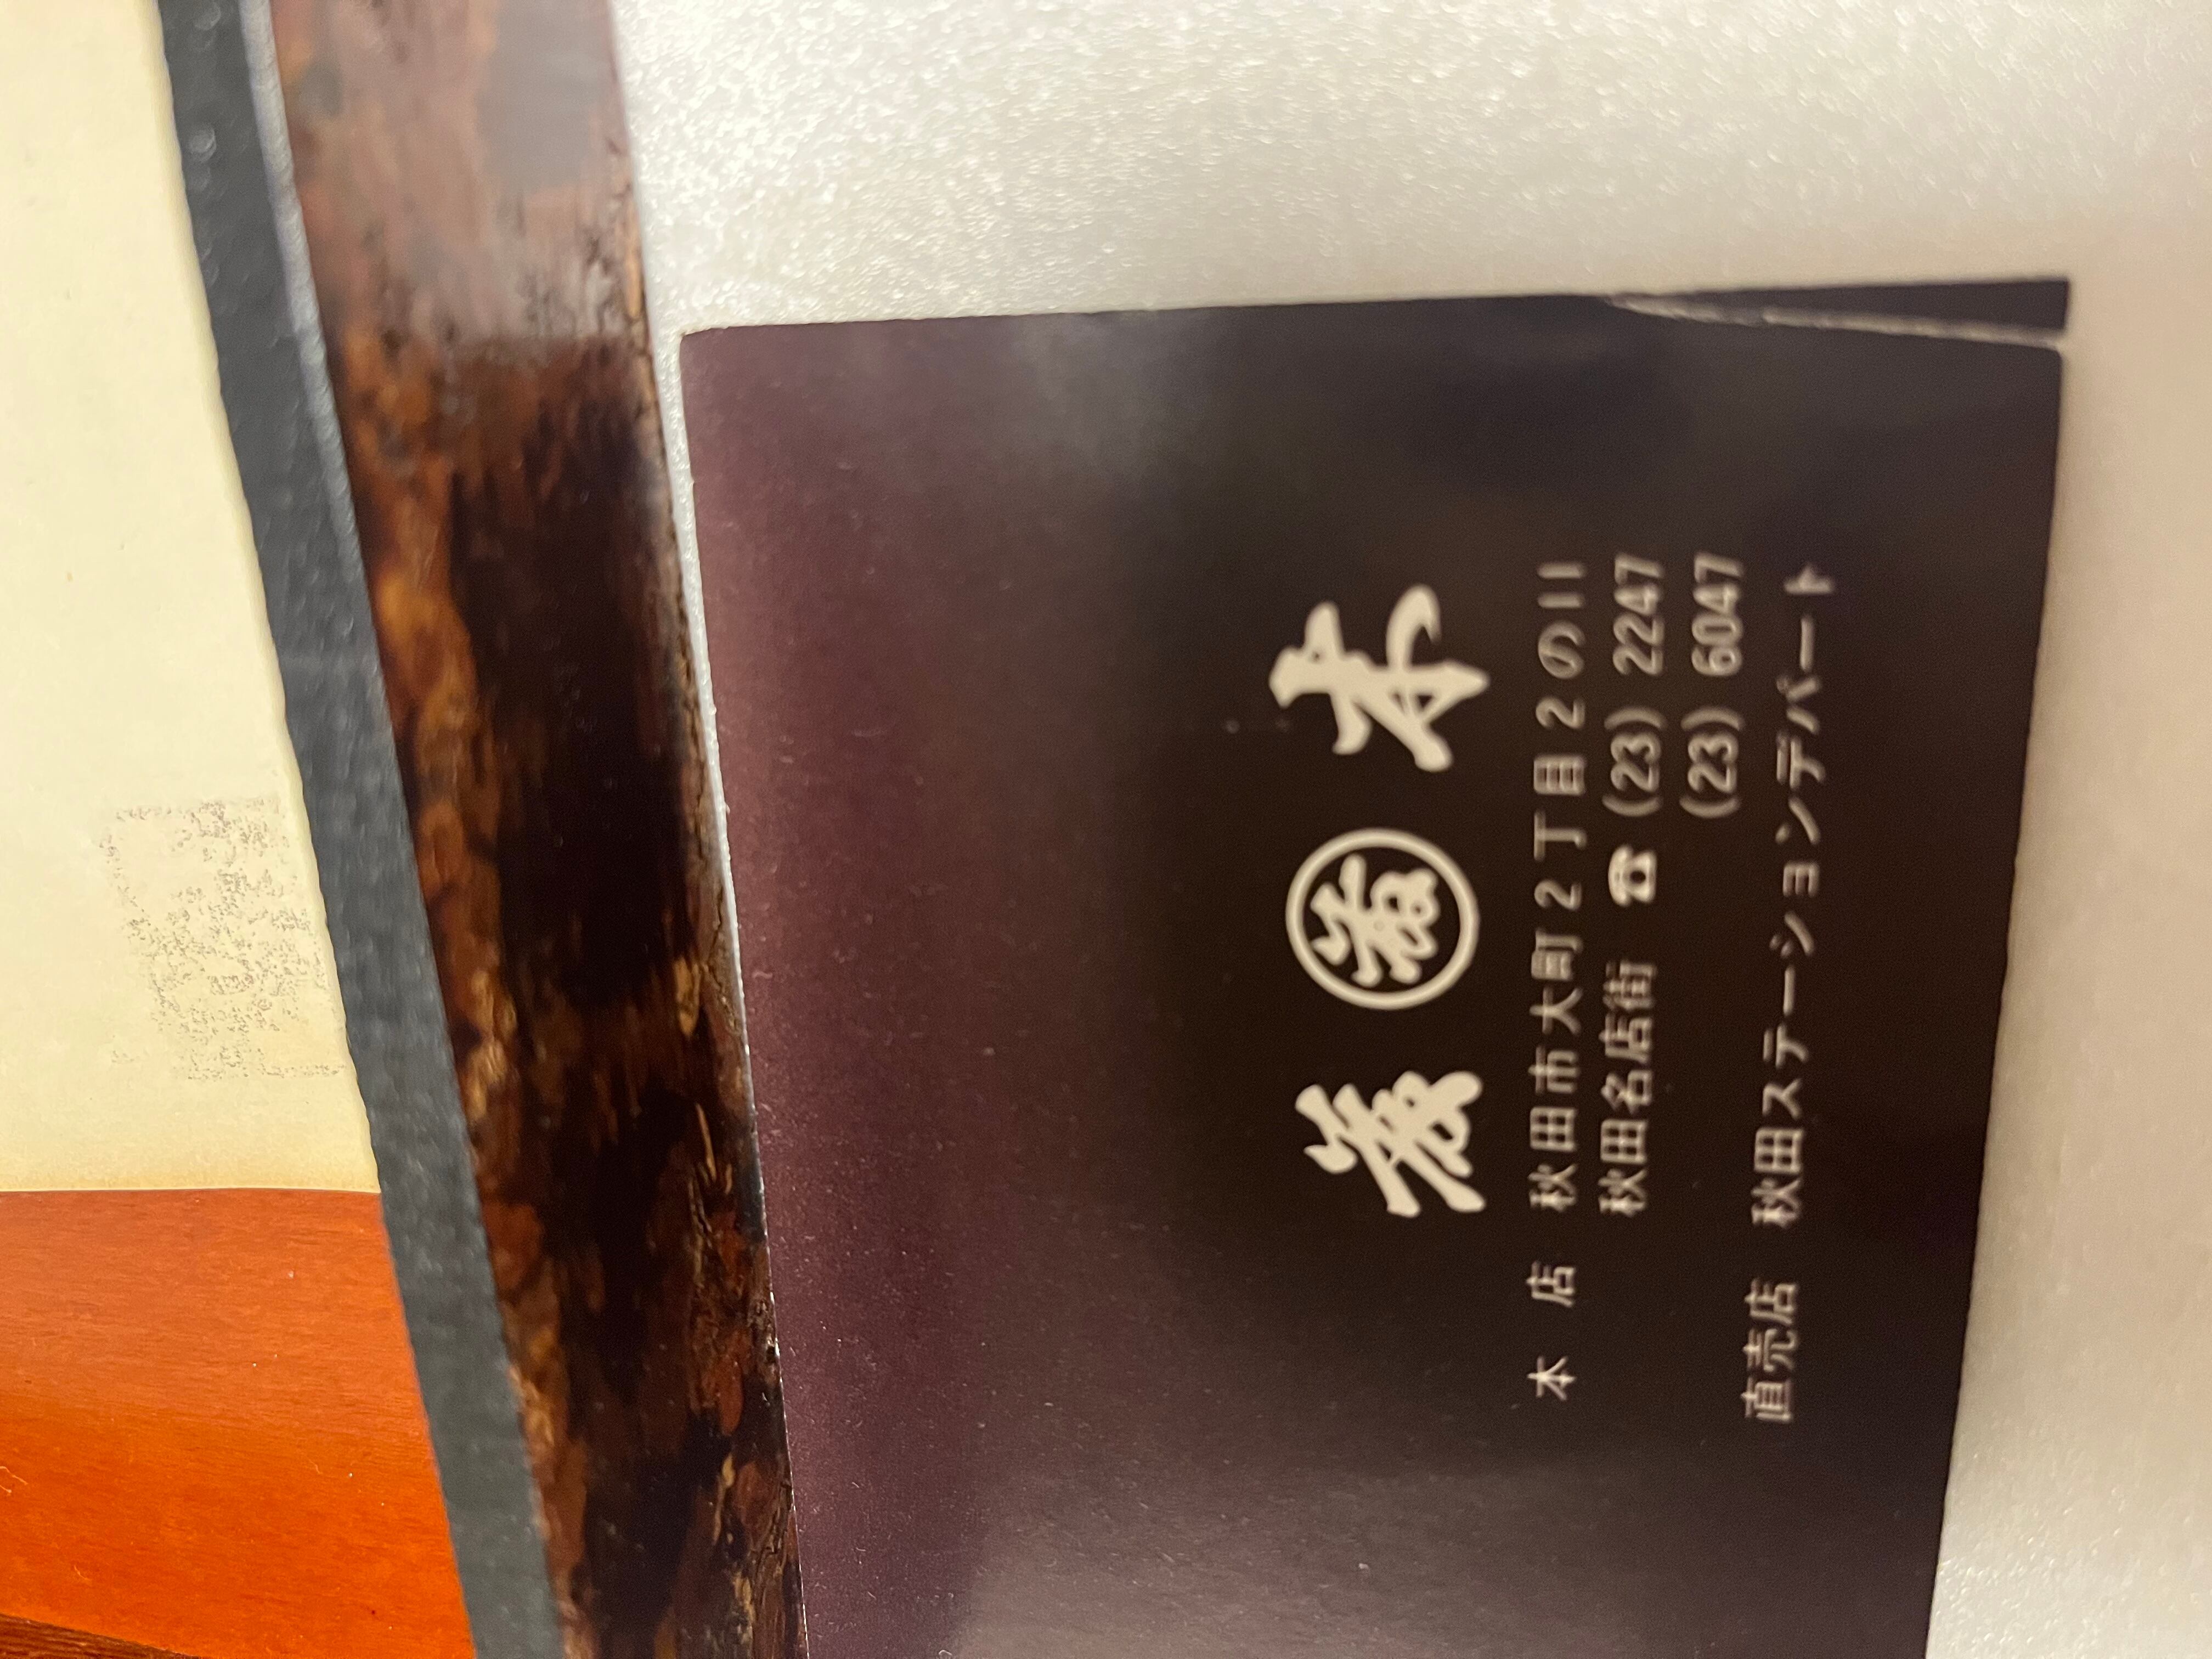 本 店 秋田市大町2丁目2の11
秋田名店街 ☎ (23) 2247
(23) 6047
直売店 秋田ステーションデパート